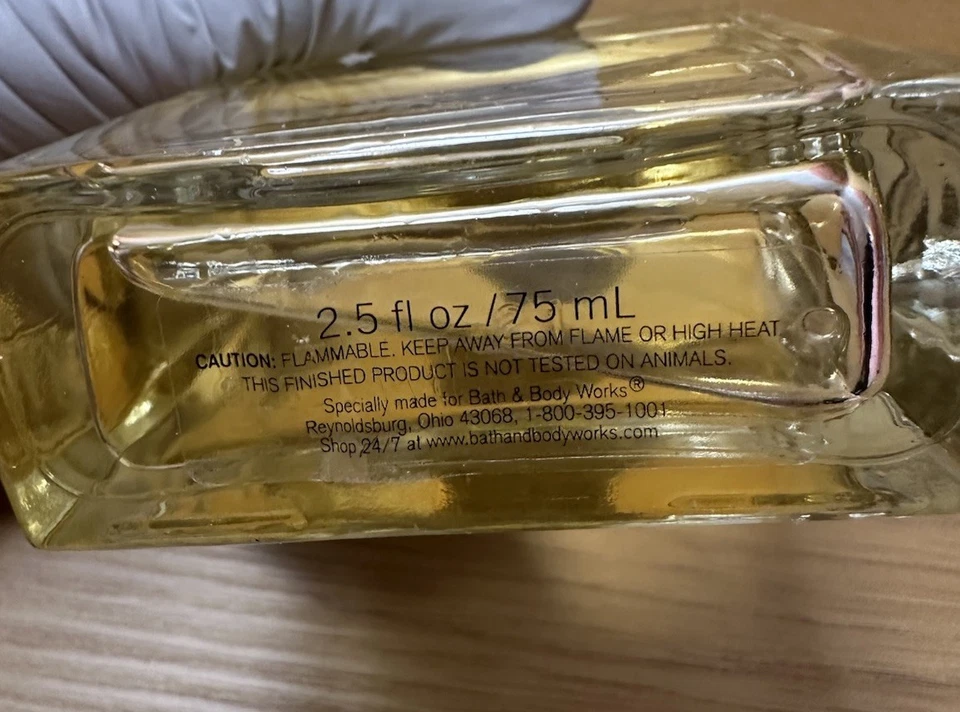 2.5 fl oz / 75 mL
CAUTION: FLAMMABLE. KEEP AWAY FROM FLAME OR HIGH HEAT
THIS FINISHED PRODUCT IS NOT TESTED ON ANIMALS.
Specially made for Bath & Body Works®
Reynoldsburg, Ohio 43068, 1-800-395-1001
Shop 24/7 at www.bathandbodyworks.com